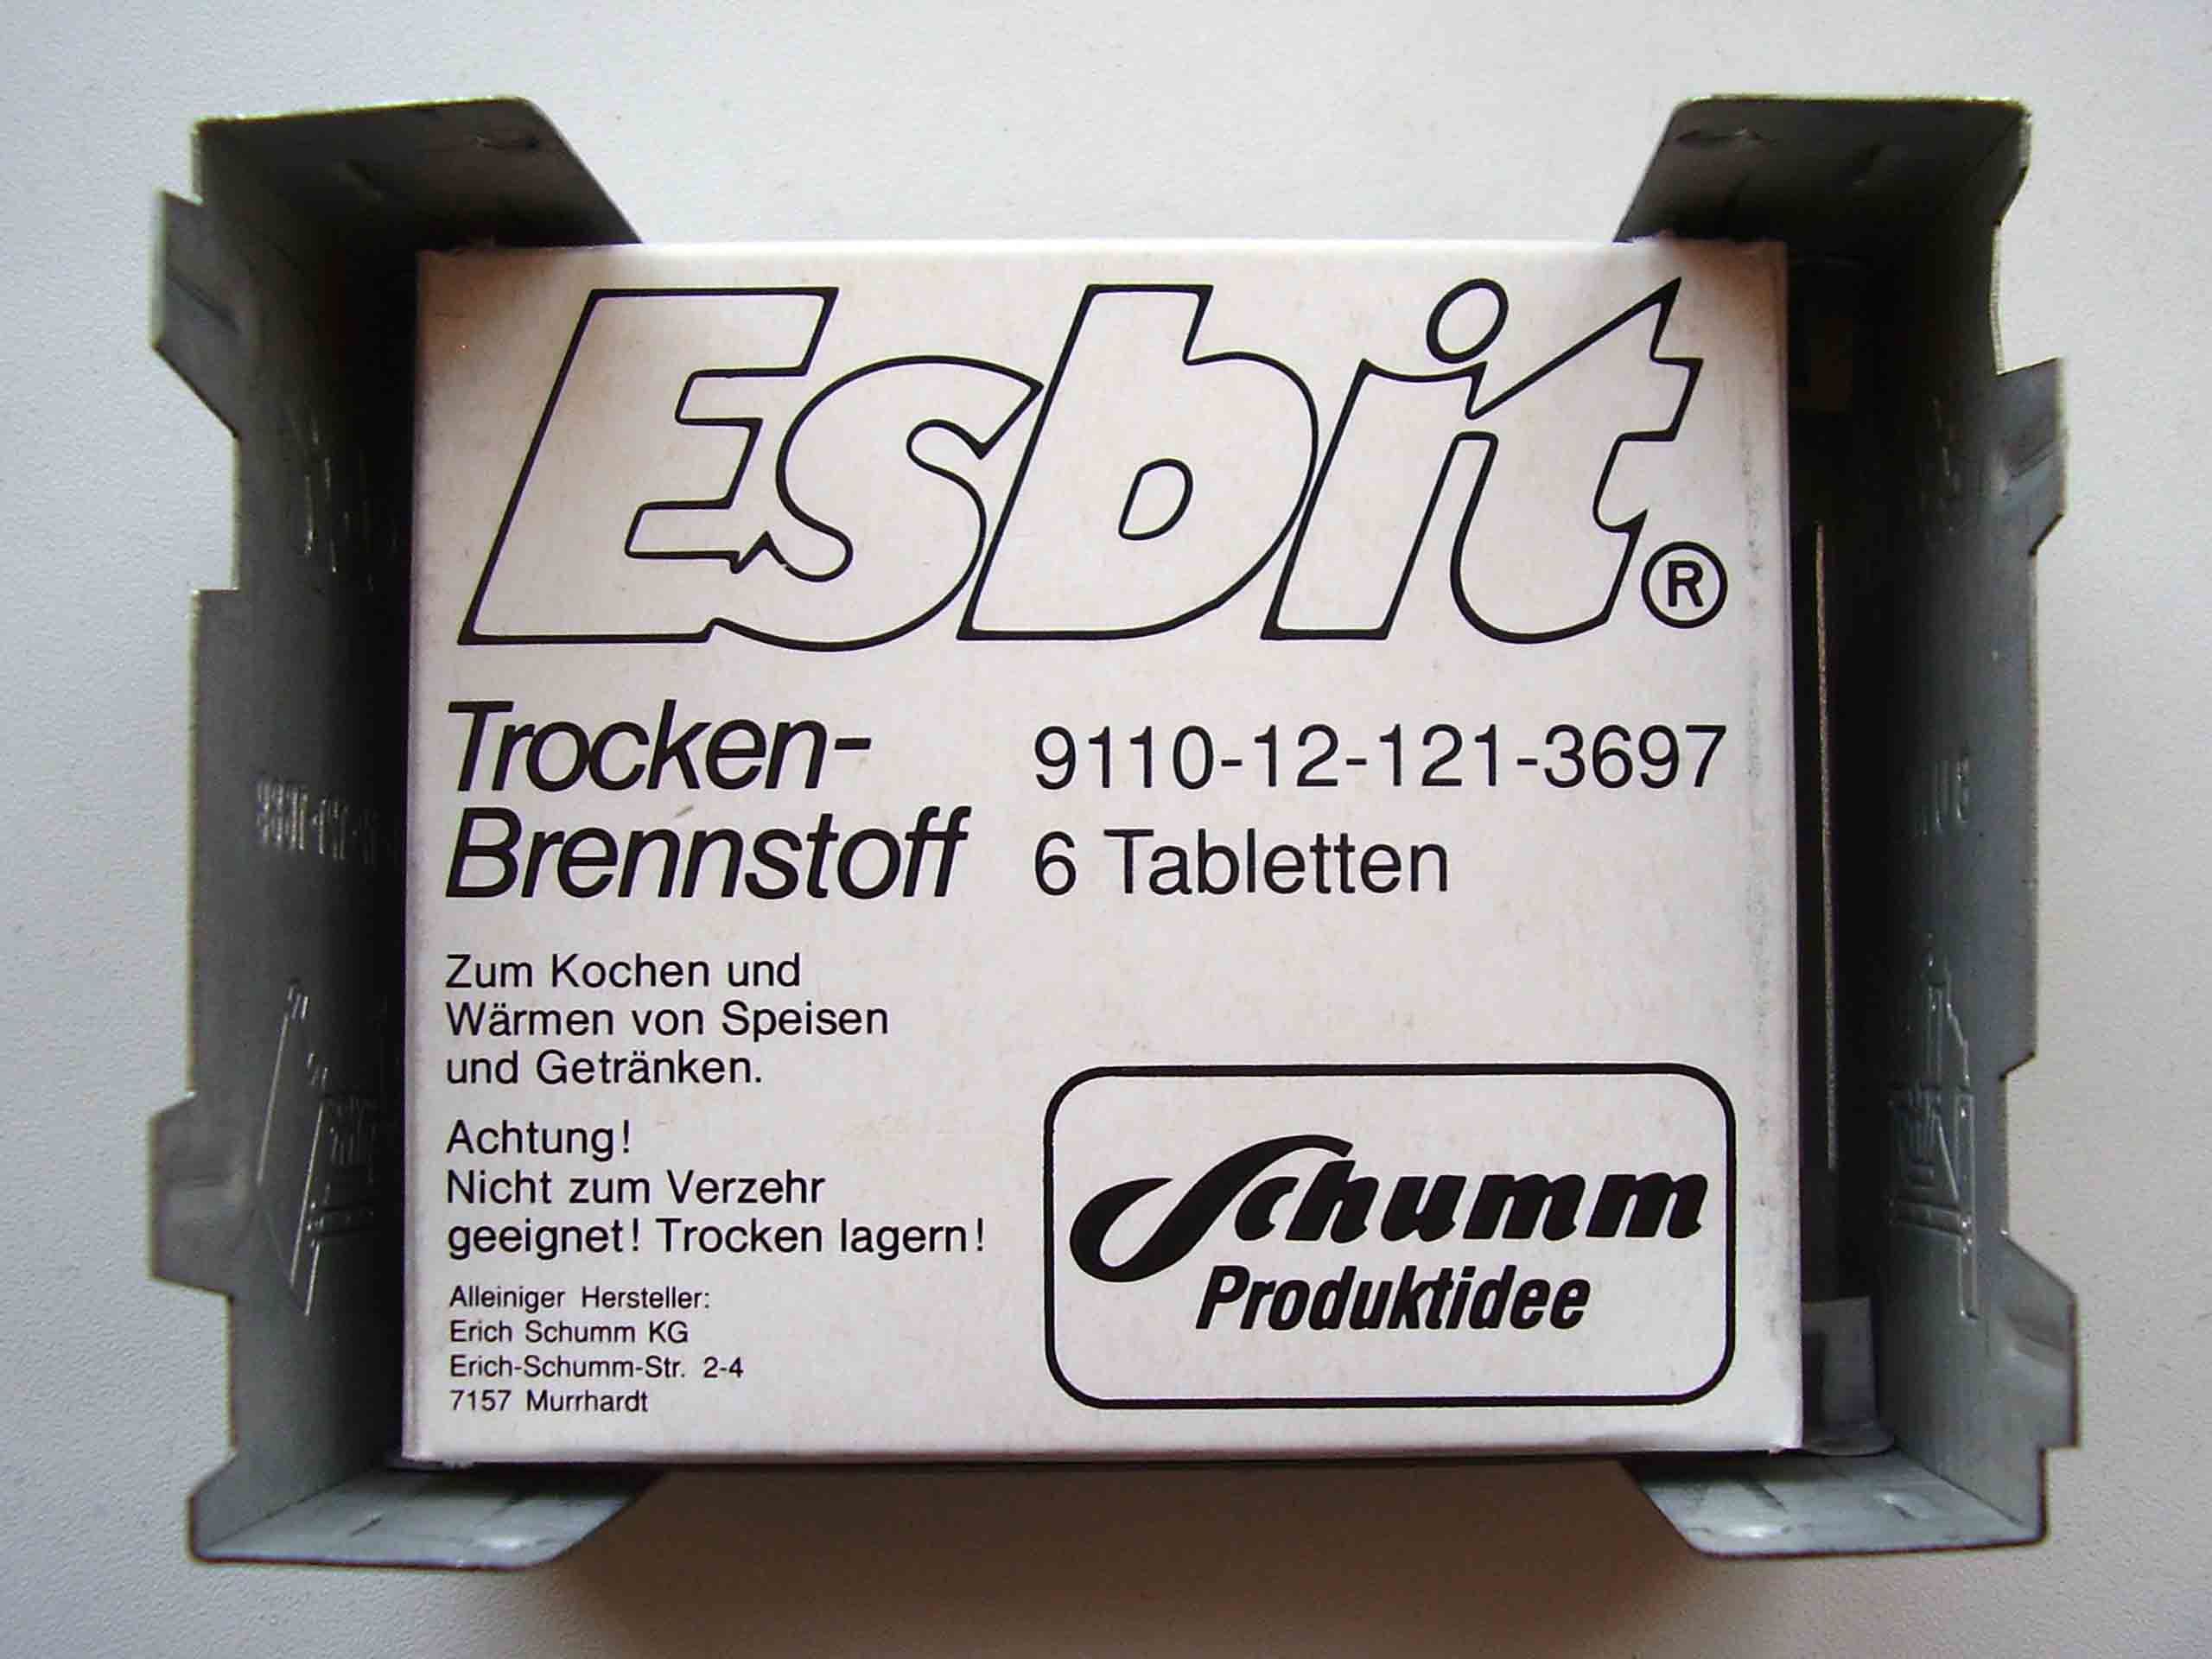 Esbit®
Trocken-
Brennstoff
9110-12-121-3697
6 Tabletten
Zum Kochen und
Wärmen von Speisen
und Getränken.
Achtung!
Nicht zum Verzehr
geeignet! Trocken lagern!
Alleiniger Hersteller:
Erich Schumm KG
Erich-Schumm-Str. 2-4
7157 Murrhardt
Schumm
Produktidee